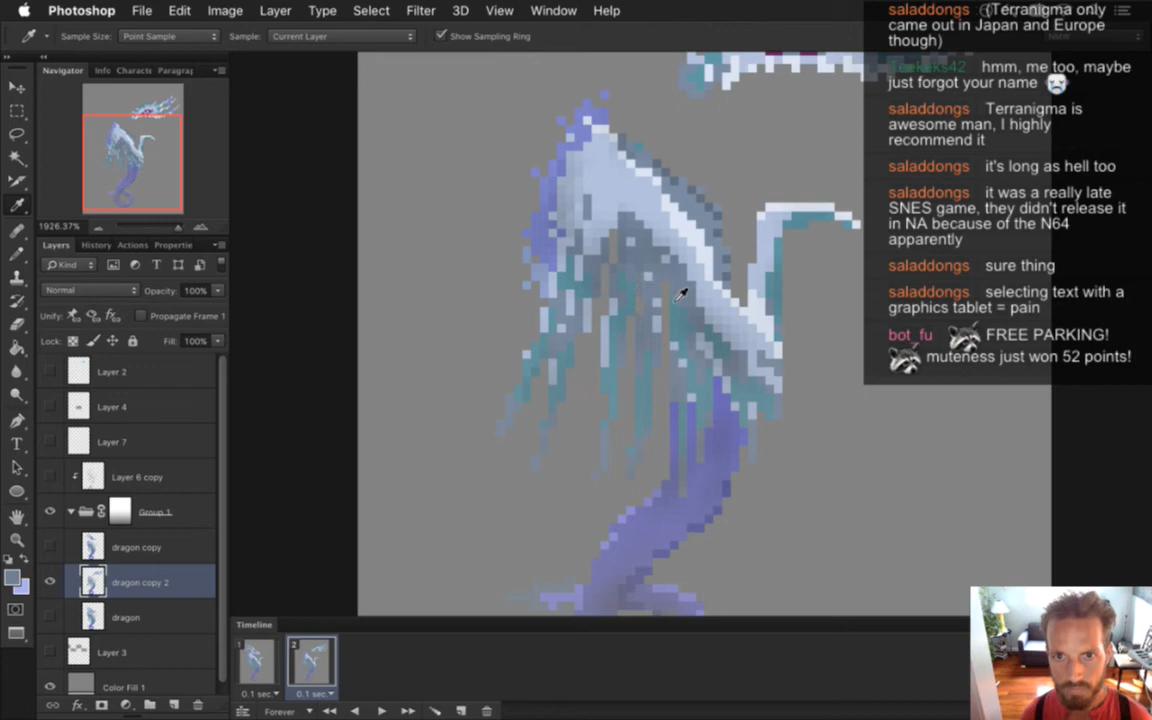 Photoshop File Edit Image Layer Type Select Filter 3D View Window Help
Sample Size: Point Sample Sample: Current Layer Show Sampling Ring
Navigator Info Characte Paragrap
1926.37%
Layers History Actions Propertie
Kind
Normal Opacity: 100%
Unify: Propagate Frame 1
Lock: Fill: 100%
Layer 2
Layer 4
Layer 7
Layer 6 copy
Group 1
dragon copy
dragon copy 2
dragon
Layer 3
Color Fill 1
Timeline
1 2
0.1 sec. 0.1 sec.
Forever
saladdongs (Terranigma only
came out in Japan and Europe
though)
Teekeks42 hmm, me too, maybe
just forgot your name
saladdongs Terranigma is
awesome man, I highly
recommend it
saladdongs it's long as hell too
saladdongs it was a really late
SNES game, they didn't release it
in NA because of the N64
apparently
saladdongs sure thing
saladdongs selecting text with a
graphics tablet = pain
bot_fu FREE PARKING!
muteness just won 52 points!